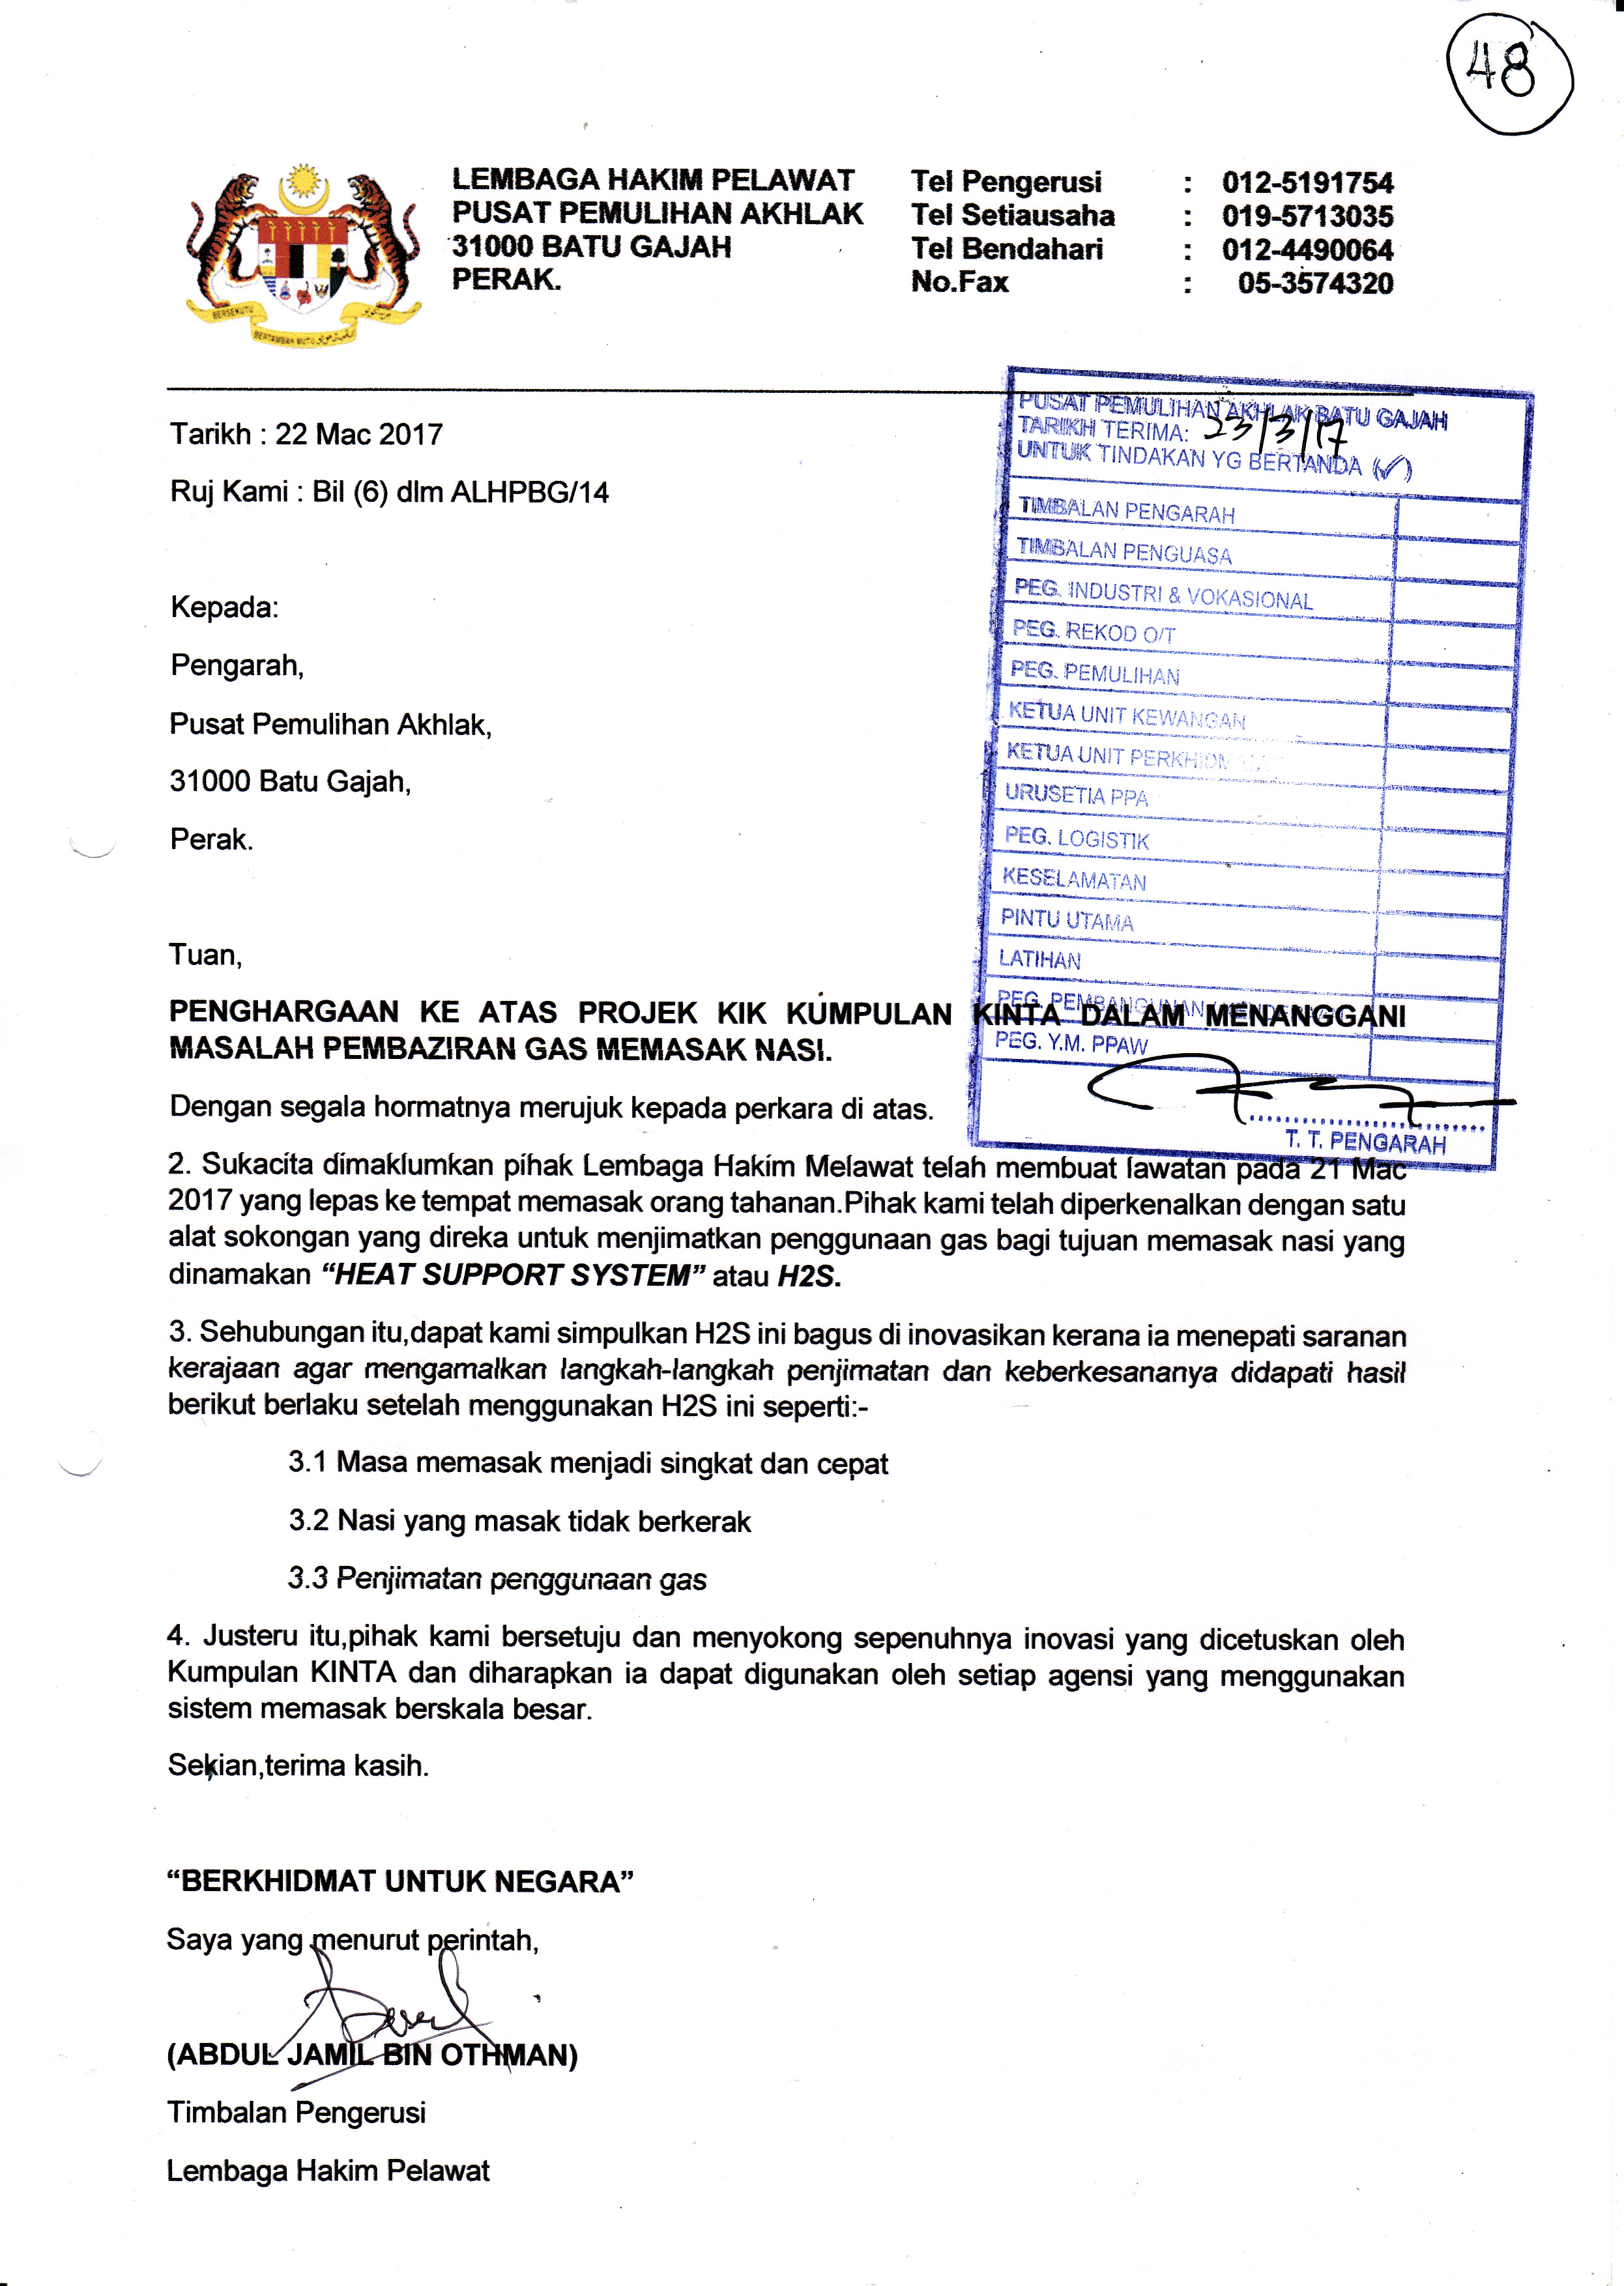 48
LEMBAGA HAKIM PELAWAT
PUSAT PEMULIHAN AKHLAK
31000 BATU GAJAH
PERAK.
Tel Pengerusi : 012-5191754
Tel Setiausaha : 019-5713035
Tel Bendahari : 012-4490064
No.Fax : 05-3574320
BERSEKUTU
BERTAMBAH MUTU
Tarikh : 22 Mac 2017
Ruj Kami : Bil (6) dlm ALHPBG/14
Kepada:
Pengarah,
Pusat Pemulihan Akhlak,
31000 Batu Gajah,
Perak.
PUSAT PEMULIHAN AKHLAK BATU GAJAH
TARIKH TERIMA: 23/3/17
UNTUK TINDAKAN YG BERTANDA (✓)
TIMBALAN PENGARAH
TIMBALAN PENGUASA
PEG. INDUSTRI & VOKASIONAL
PEG. REKOD O/T
PEG. PEMULIHAN
KETUA UNIT KEWANGAN
KETUA UNIT
URUSETIA PPA
PEG. LOGISTIK
KESELAMATAN
PINTU UTAMA
LATIHAN
PEG. PEMBANGUNAN
PEG. Y.M. PPAW
T. T. PENGARAH
Tuan,
PENGHARGAAN KE ATAS PROJEK KIK KUMPULAN KINTA DALAM MENANGGANI
MASALAH PEMBAZIRAN GAS MEMASAK NASI.
Dengan segala hormatnya merujuk kepada perkara di atas.
2. Sukacita dimaklumkan pihak Lembaga Hakim Melawat telah membuat lawatan pada 21 Mac
2017 yang lepas ke tempat memasak orang tahanan.Pihak kami telah diperkenalkan dengan satu
alat sokongan yang direka untuk menjimatkan penggunaan gas bagi tujuan memasak nasi yang
dinamakan “HEAT SUPPORT SYSTEM” atau H2S.
3. Sehubungan itu,dapat kami simpulkan H2S ini bagus di inovasikan kerana ia menepati saranan
kerajaan agar mengamalkan langkah-langkah penjimatan dan keberkesananya didapati hasil
berikut berlaku setelah menggunakan H2S ini seperti:-
3.1 Masa memasak menjadi singkat dan cepat
3.2 Nasi yang masak tidak berkerak
3.3 Penjimatan penggunaan gas
4. Justeru itu,pihak kami bersetuju dan menyokong sepenuhnya inovasi yang dicetuskan oleh
Kumpulan KINTA dan diharapkan ia dapat digunakan oleh setiap agensi yang menggunakan
sistem memasak berskala besar.
Sekian,terima kasih.
“BERKHIDMAT UNTUK NEGARA”
Saya yang menurut perintah,
(ABDUL JAMIL BIN OTHMAN)
Timbalan Pengerusi
Lembaga Hakim Pelawat